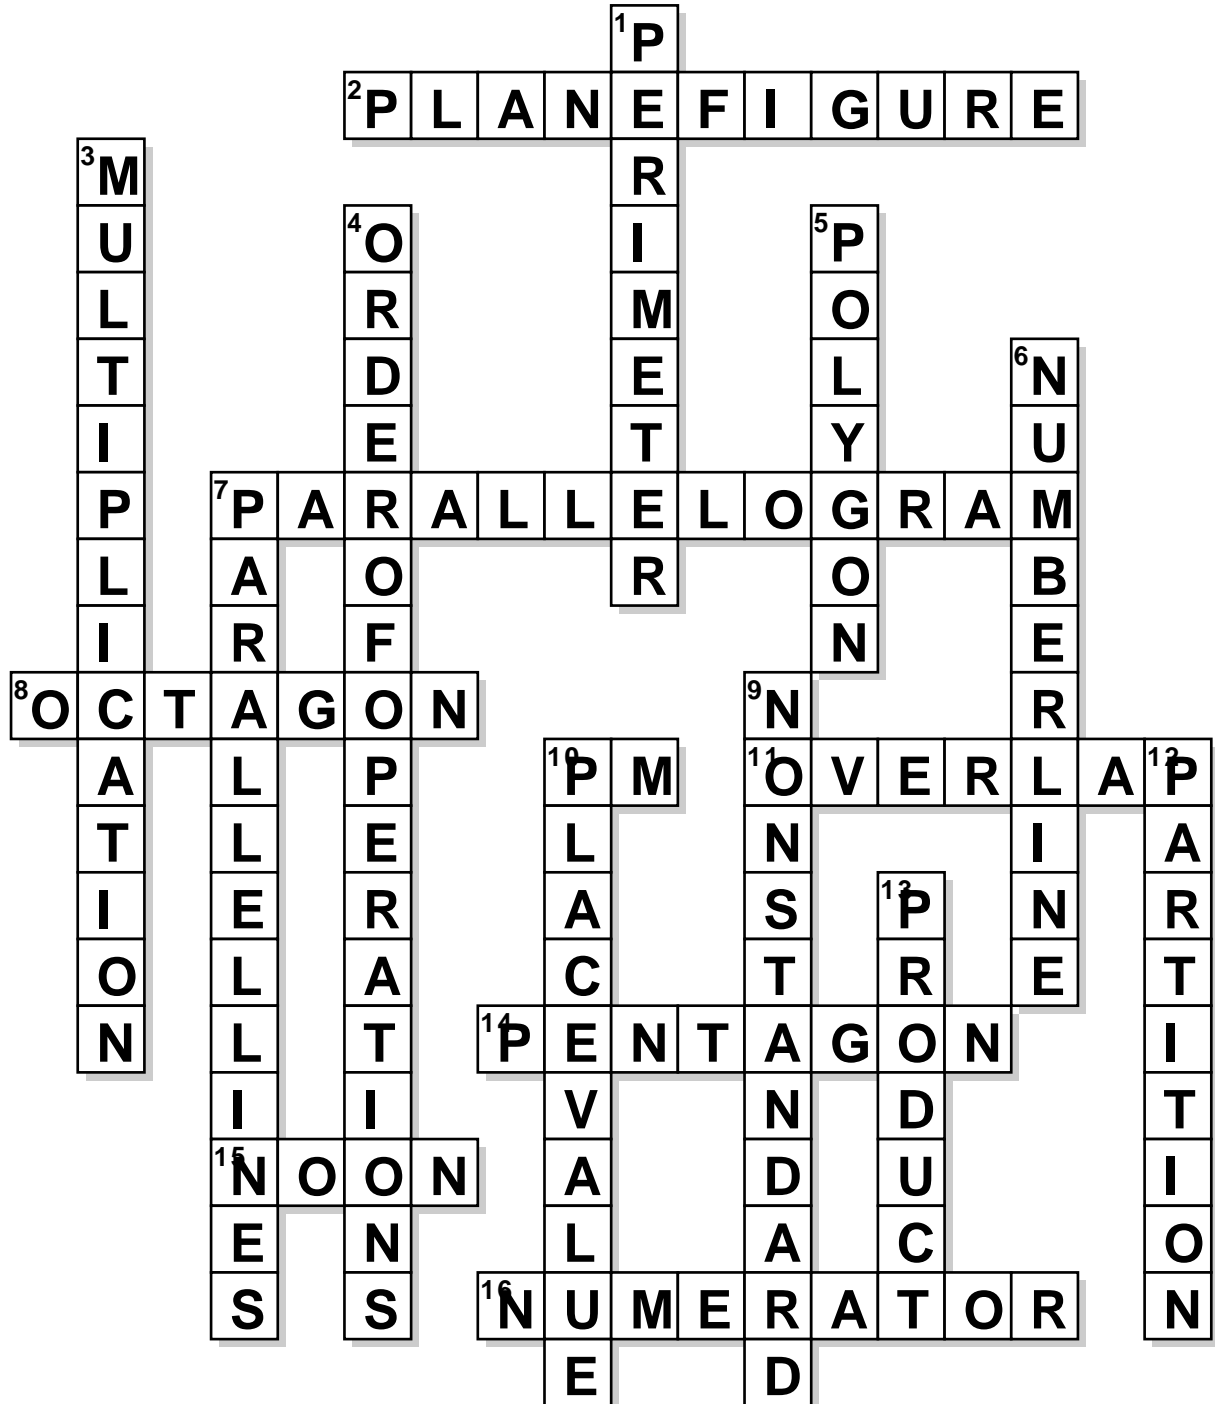 1 PERIMETER
2 PLANEFIGURE
3 MULTIPLICATION
4 ORDEROFOPERATIONS
5 POLYGON
6 NUMBERLINE
7 PARALLELOGRAM
PARALLELLINES
8 OCTAGON
9 NONSTANDARD
10 PM
PLACEVALUE
11 OVERLAP
12 PARTITION
13 PRODUCT
14 PENTAGON
15 NOON
16 NUMERATOR